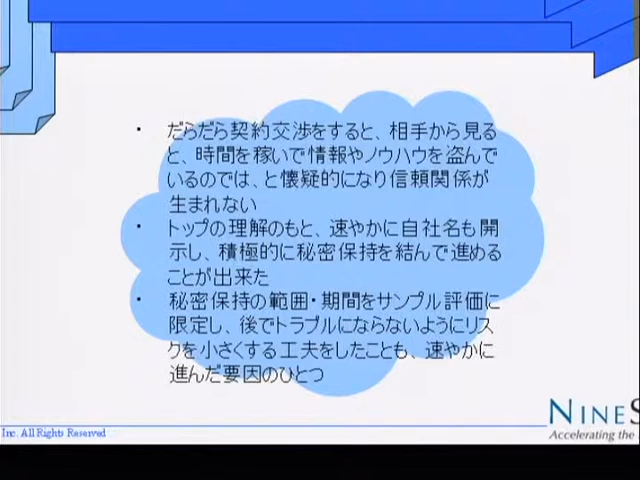 ・ だらだら契約交渉をすると、相手から見る
と、時間を稼いで情報やノウハウを盗んで
いるのでは、と懐疑的になり信頼関係が
生まれない
・ トップの理解のもと、速やかに自社名も開
示し、積極的に秘密保持を結んで進める
ことが出来た
・ 秘密保持の範囲・期間をサンプル評価に
限定し、後でトラブルにならないようにリス
クを小さくする工夫をしたことも、速やかに
進んだ要因のひとつ
NINES
Inc. All Rights Reserved
Accelerating the